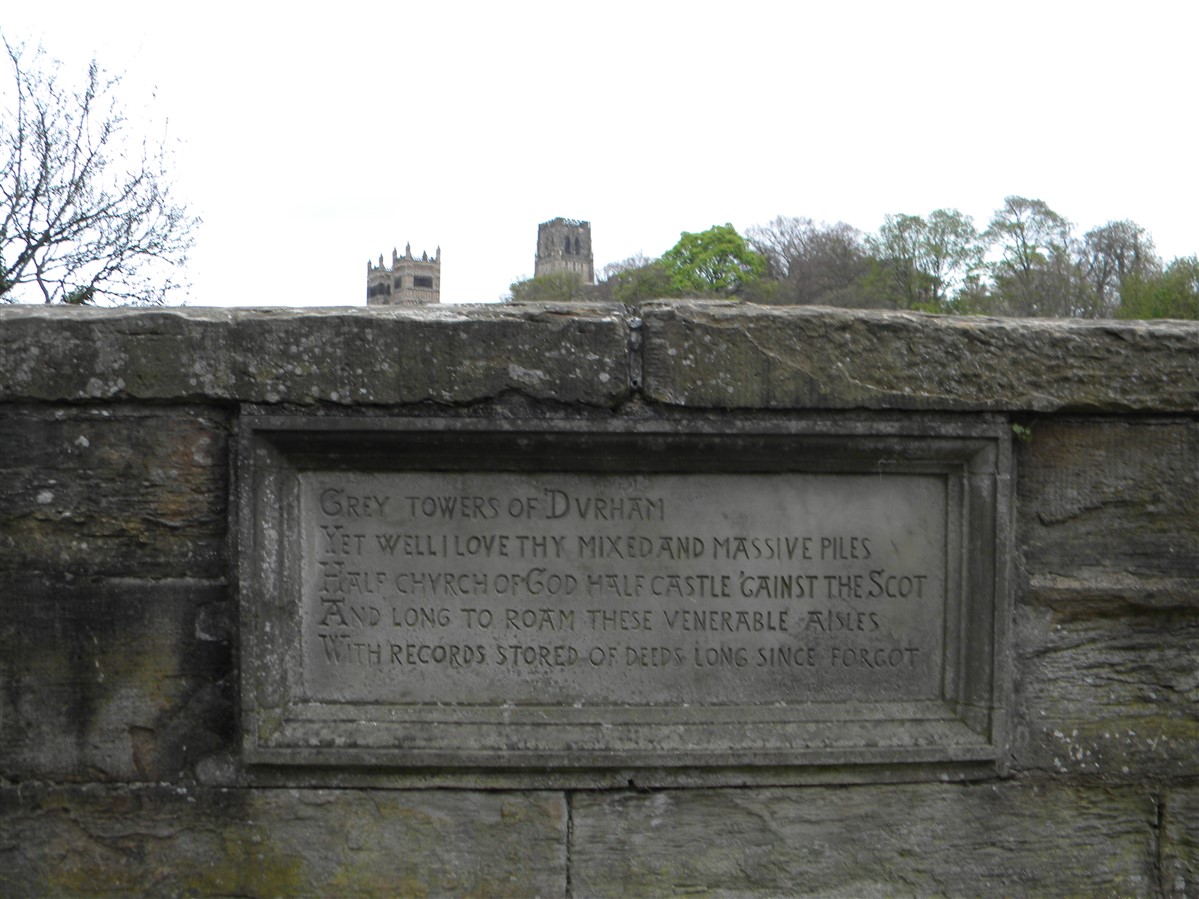 GREY TOWERS OF DVRHAM
YET WELL I LOVE THY MIXED AND MASSIVE PILES
HALF CHVRCH OF GOD HALF CASTLE 'GAINST THE SCOT
AND LONG TO ROAM THESE VENERABLE AISLES
WITH RECORDS STORED OF DEEDS LONG SINCE FORGOT